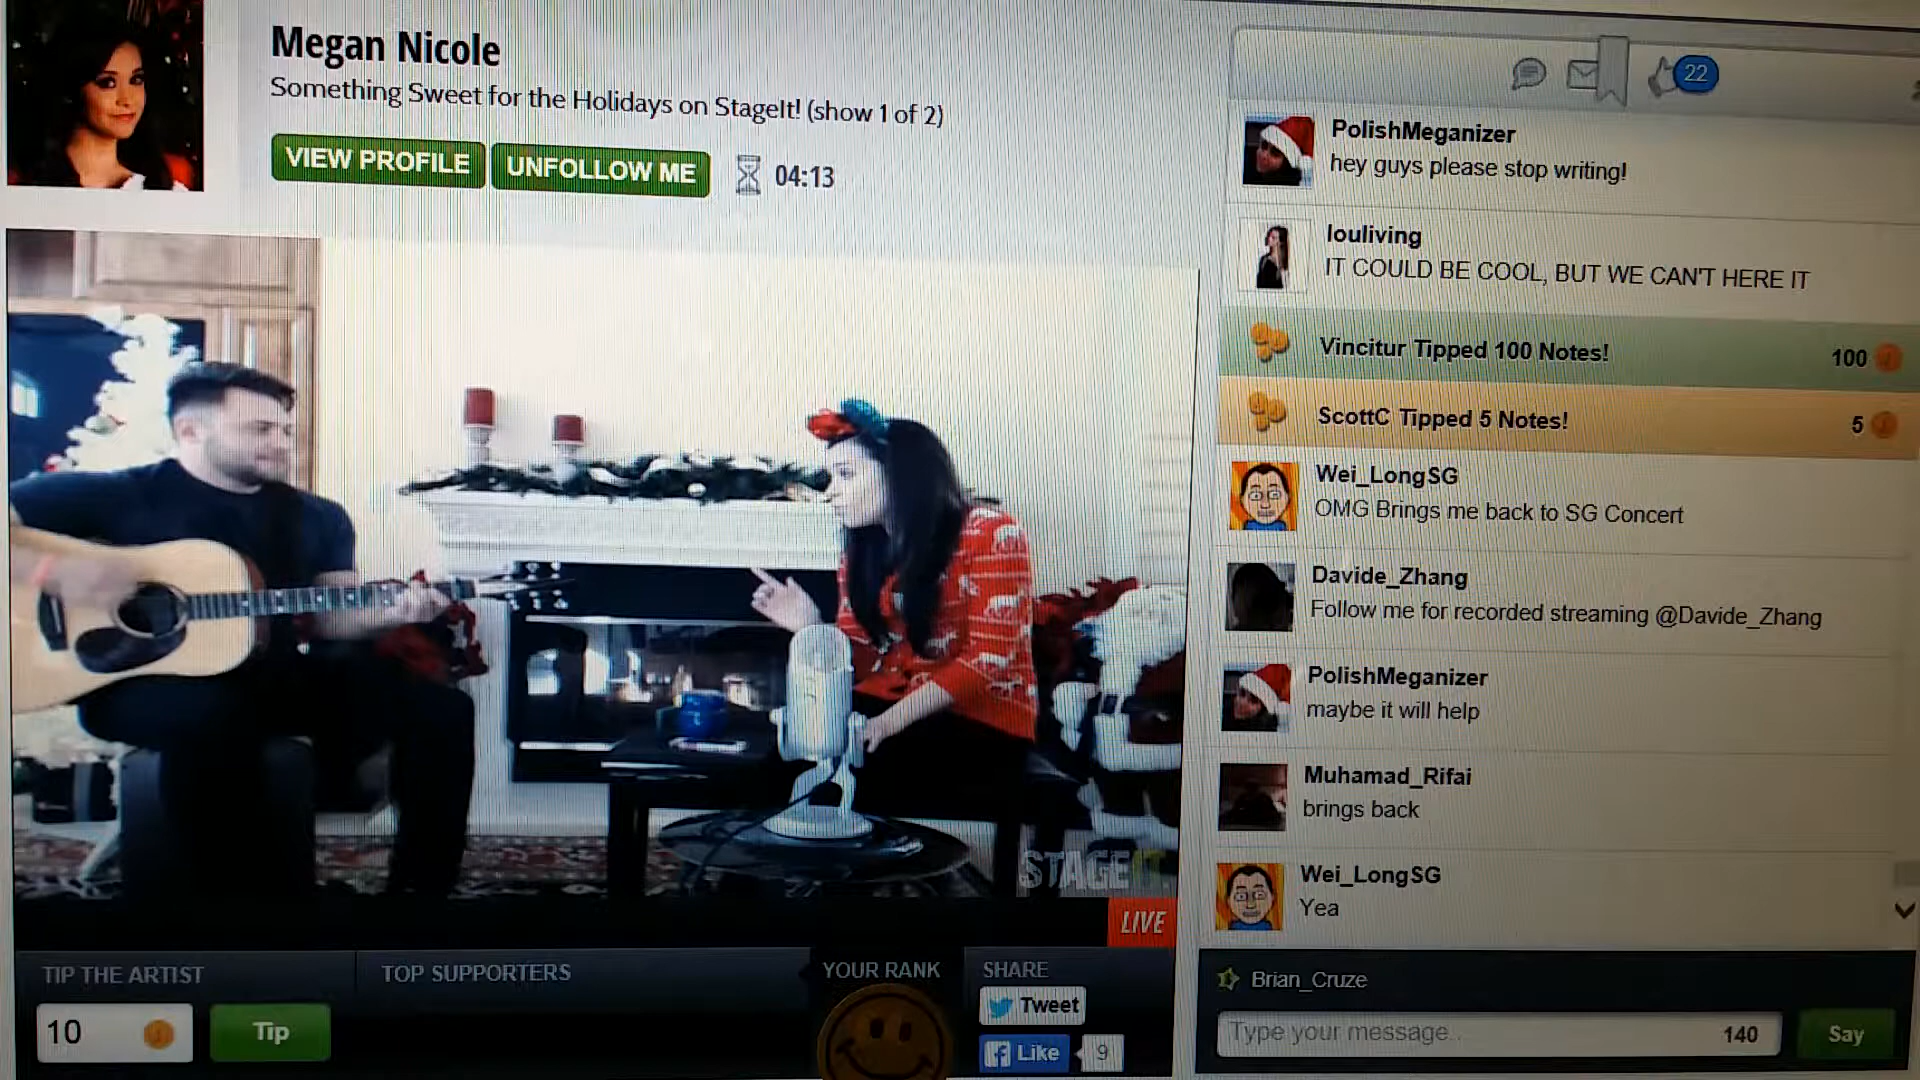 Megan Nicole
Something Sweet for the Holidays on StageIt! (show 1 of 2)
VIEW PROFILE
UNFOLLOW ME
04:13
22
PolishMeganizer
hey guys please stop writing!
louliving
IT COULD BE COOL, BUT WE CAN'T HERE IT
Vincitur Tipped 100 Notes!
100
ScottC Tipped 5 Notes!
5
Wei_LongSG
OMG Brings me back to SG Concert
Davide_Zhang
Follow me for recorded streaming @Davide_Zhang
PolishMeganizer
maybe it will help
Muhamad_Rifai
brings back
Wei_LongSG
Yea
STAGEIT
LIVE
TIP THE ARTIST
10
Tip
TOP SUPPORTERS
YOUR RANK
SHARE
Tweet
Like
9
Brian_Cruze
Type your message..
140
Say